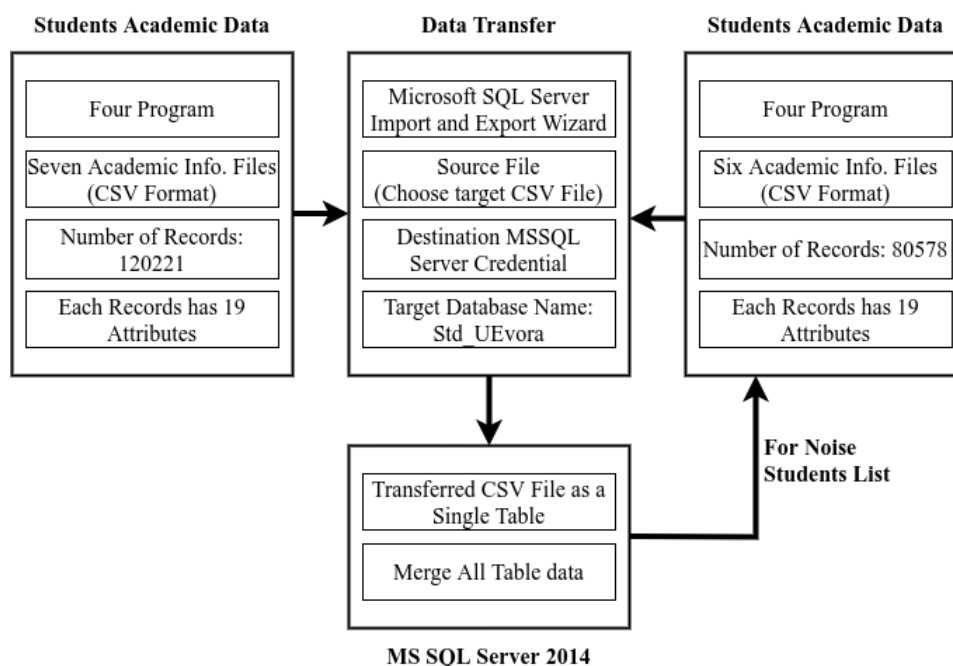 Students Academic Data
Four Program
Seven Academic Info. Files
(CSV Format)
Number of Records:
120221
Each Records has 19
Attributes
Data Transfer
Microsoft SQL Server
Import and Export Wizard
Source File
(Choose target CSV File)
Destination MSSQL
Server Credential
Target Database Name:
Std_UEvora
Students Academic Data
Four Program
Six Academic Info. Files
(CSV Format)
Number of Records: 80578
Each Records has 19
Attributes
For Noise
Students List
Transferred CSV File as a
Single Table
Merge All Table data
MS SQL Server 2014